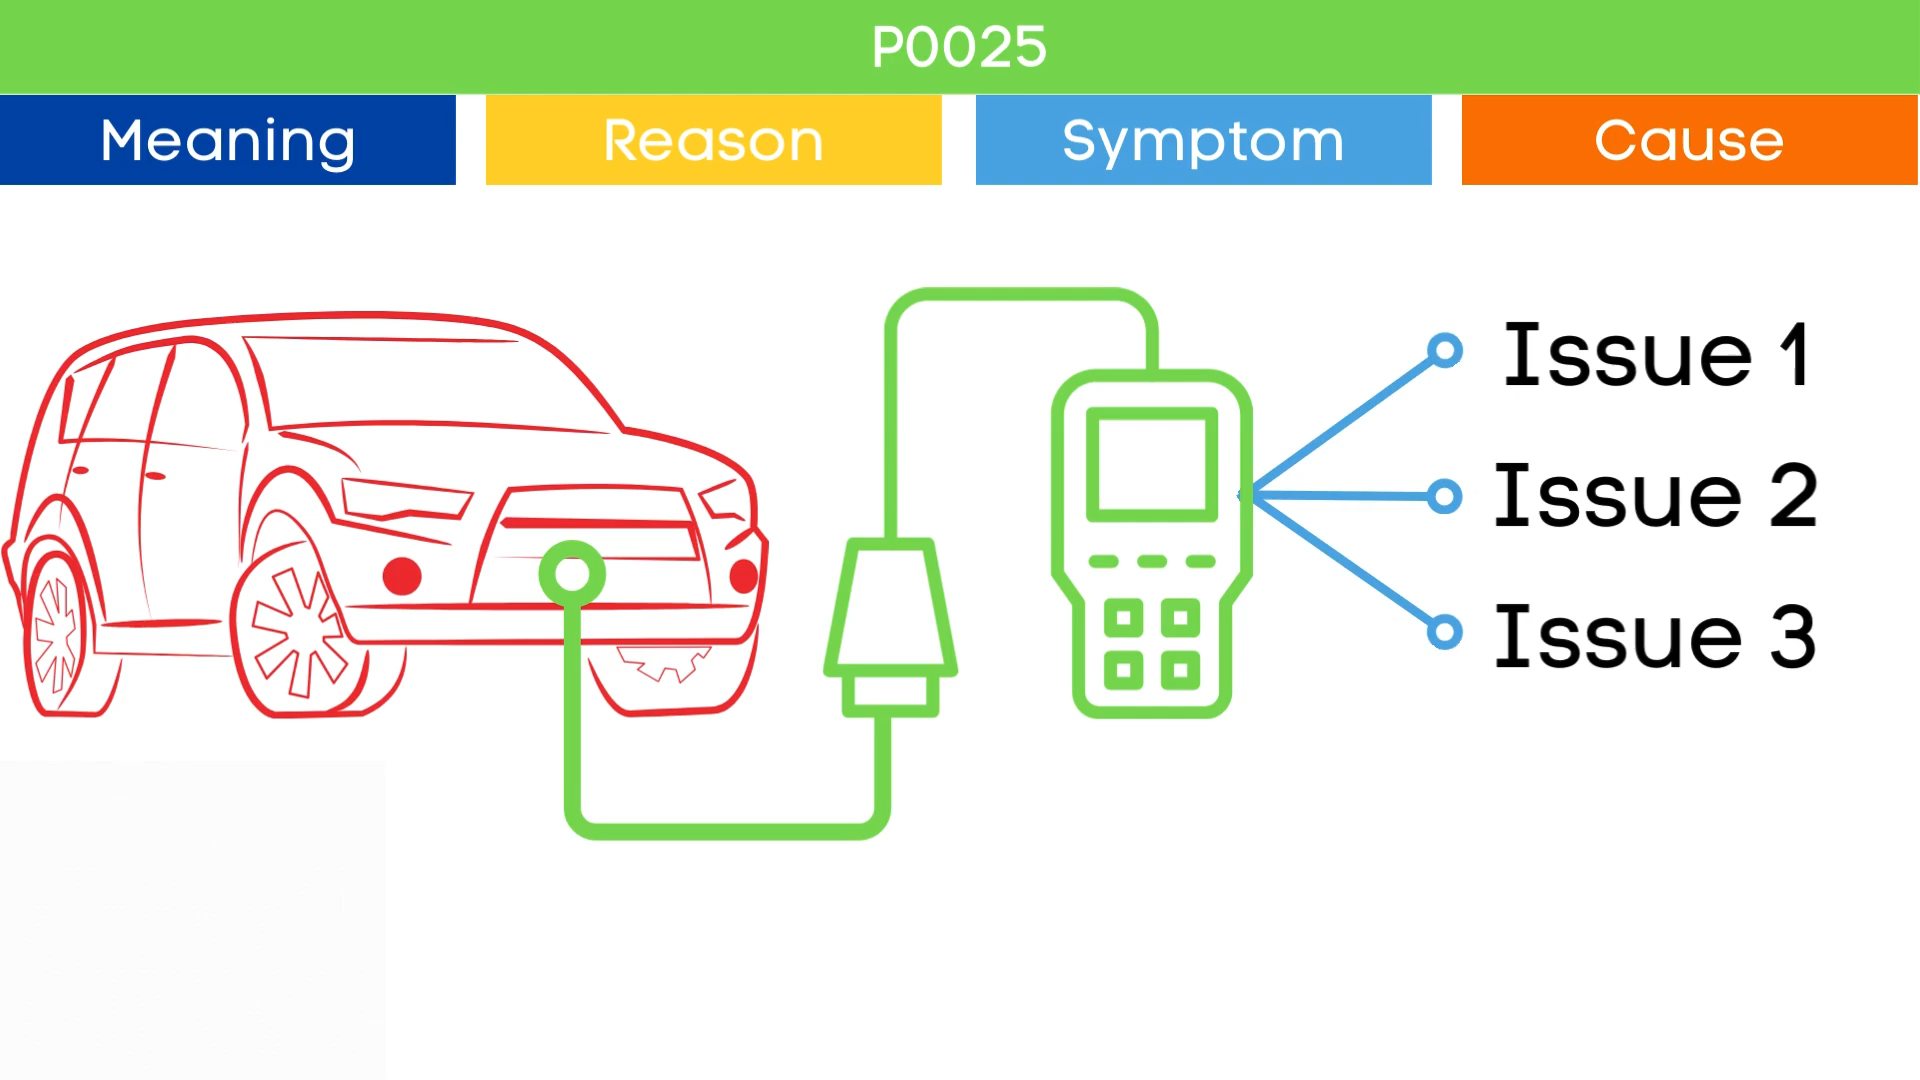 P0025
Meaning Reason Symptom Cause
Issue 1
Issue 2
Issue 3